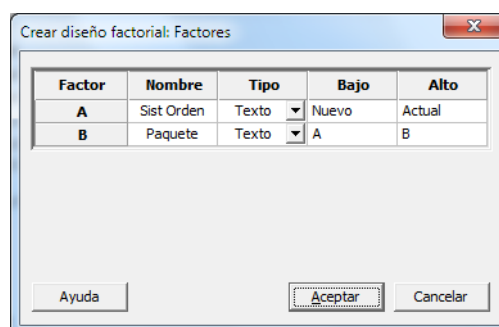 Crear diseño factorial: Factores
Factor Nombre Tipo Bajo Alto
A Sist Orden Texto Nuevo Actual
B Paquete Texto A B
Ayuda Aceptar Cancelar